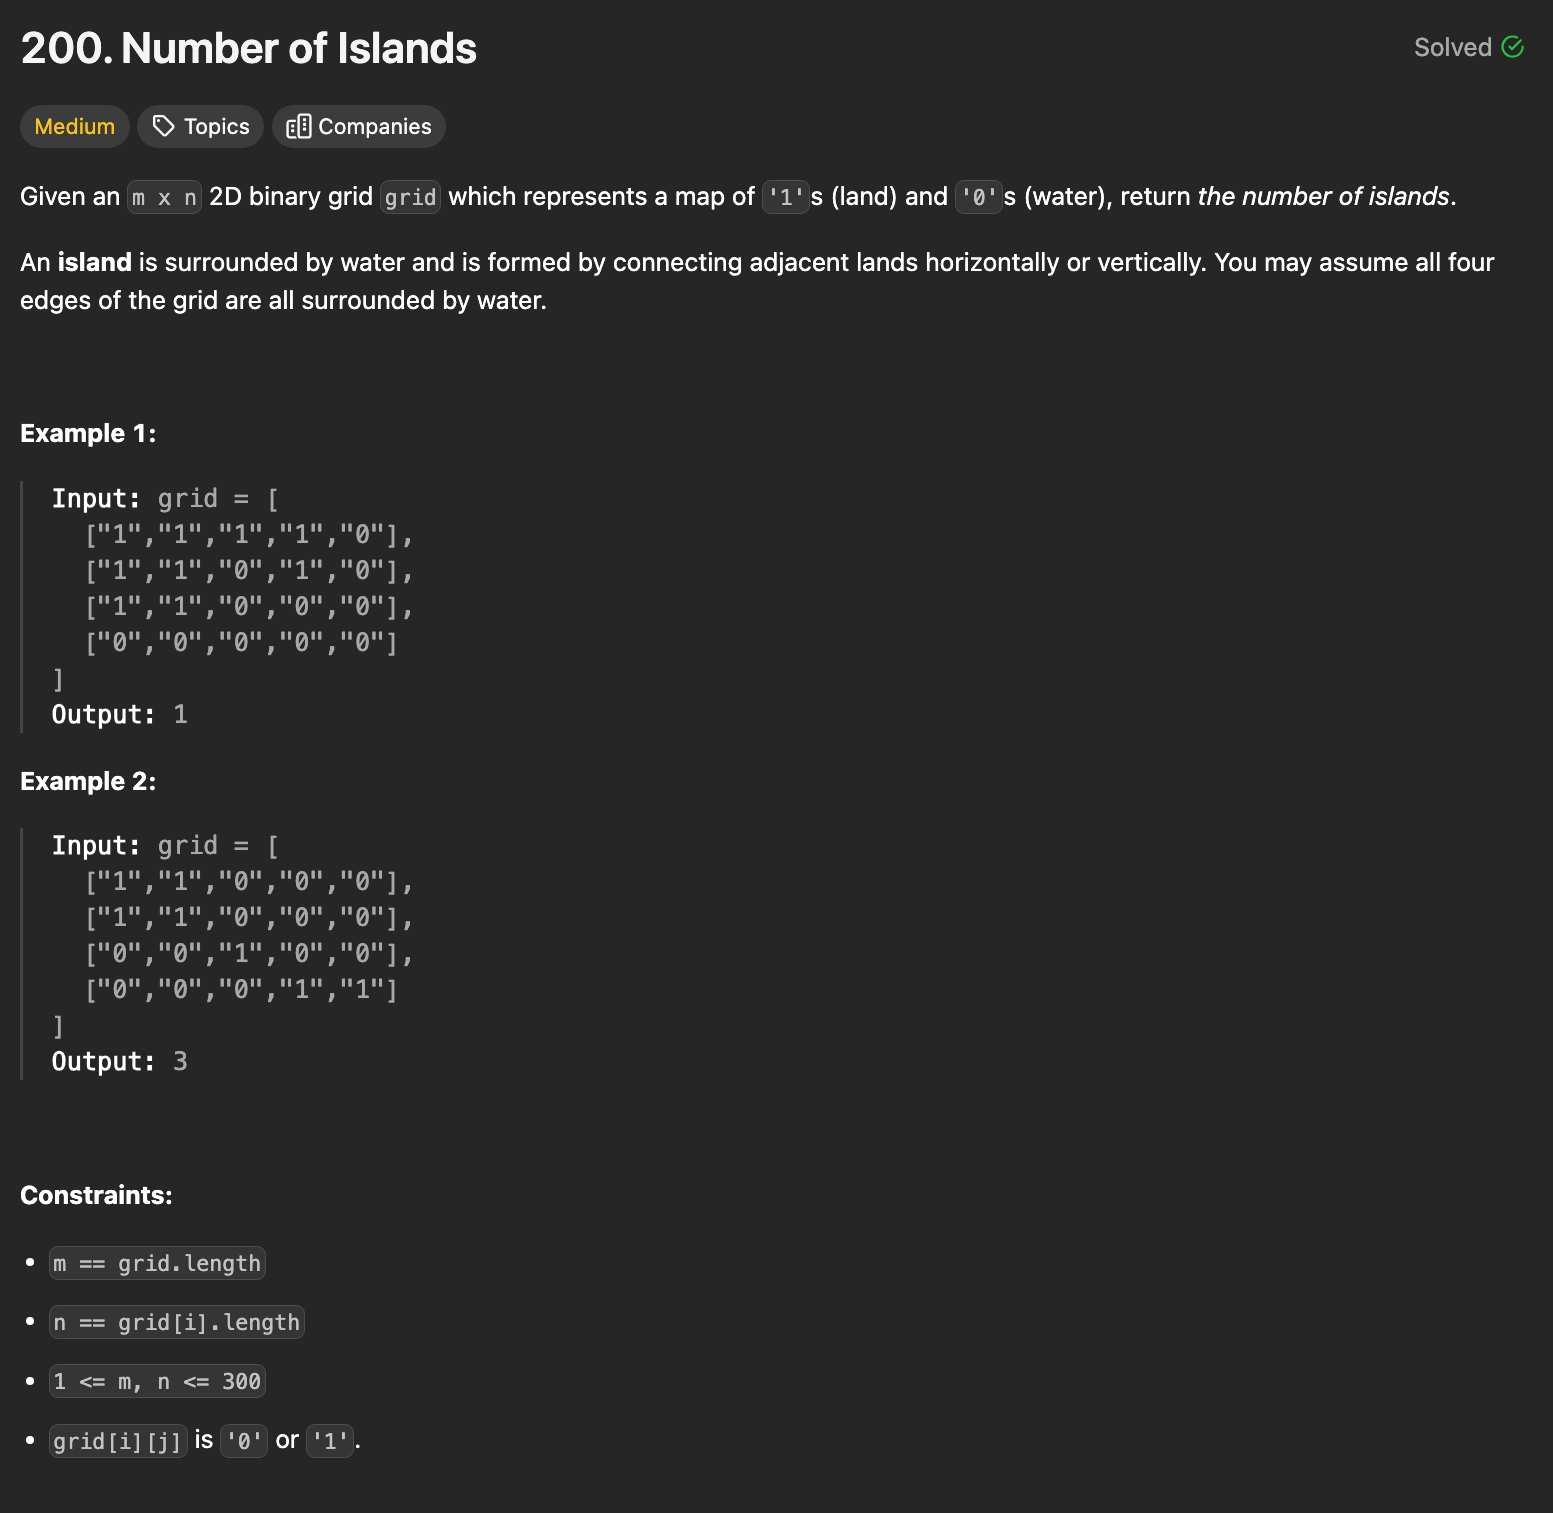 200. Number of Islands
Solved
Medium
Topics
Companies
Given an m x n 2D binary grid grid which represents a map of '1's (land) and '0's (water), return the number of islands.
An island is surrounded by water and is formed by connecting adjacent lands horizontally or vertically. You may assume all four
edges of the grid are all surrounded by water.
Example 1:
Input: grid = [
["1","1","1","1","0"],
["1","1","0","1","0"],
["1","1","0","0","0"],
["0","0","0","0","0"]
]
Output: 1
Example 2:
Input: grid = [
["1","1","0","0","0"],
["1","1","0","0","0"],
["0","0","1","0","0"],
["0","0","0","1","1"]
]
Output: 3
Constraints:
m == grid.length
n == grid[i].length
1 <= m, n <= 300
grid[i][j] is '0' or '1'.